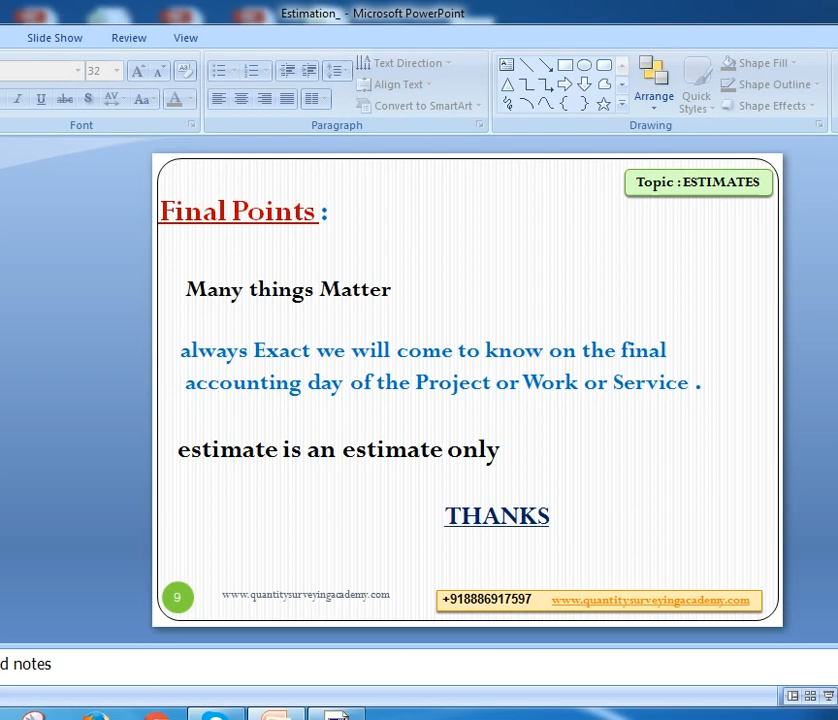 Estimation_ - Microsoft PowerPoint
Slide Show Review View
32 A A
I U abc S AV Aa A
Font
Text Direction
Align Text
Convert to SmartArt
Paragraph
Arrange
Quick
Styles
Shape Fill
Shape Outline
Shape Effects
Drawing
Topic : ESTIMATES
Final Points :
Many things Matter
always Exact we will come to know on the final
accounting day of the Project or Work or Service .
estimate is an estimate only
THANKS
9 www.quantitysurveyingacademy.com +918886917597 www.quantitysurveyingacademy.com
d notes